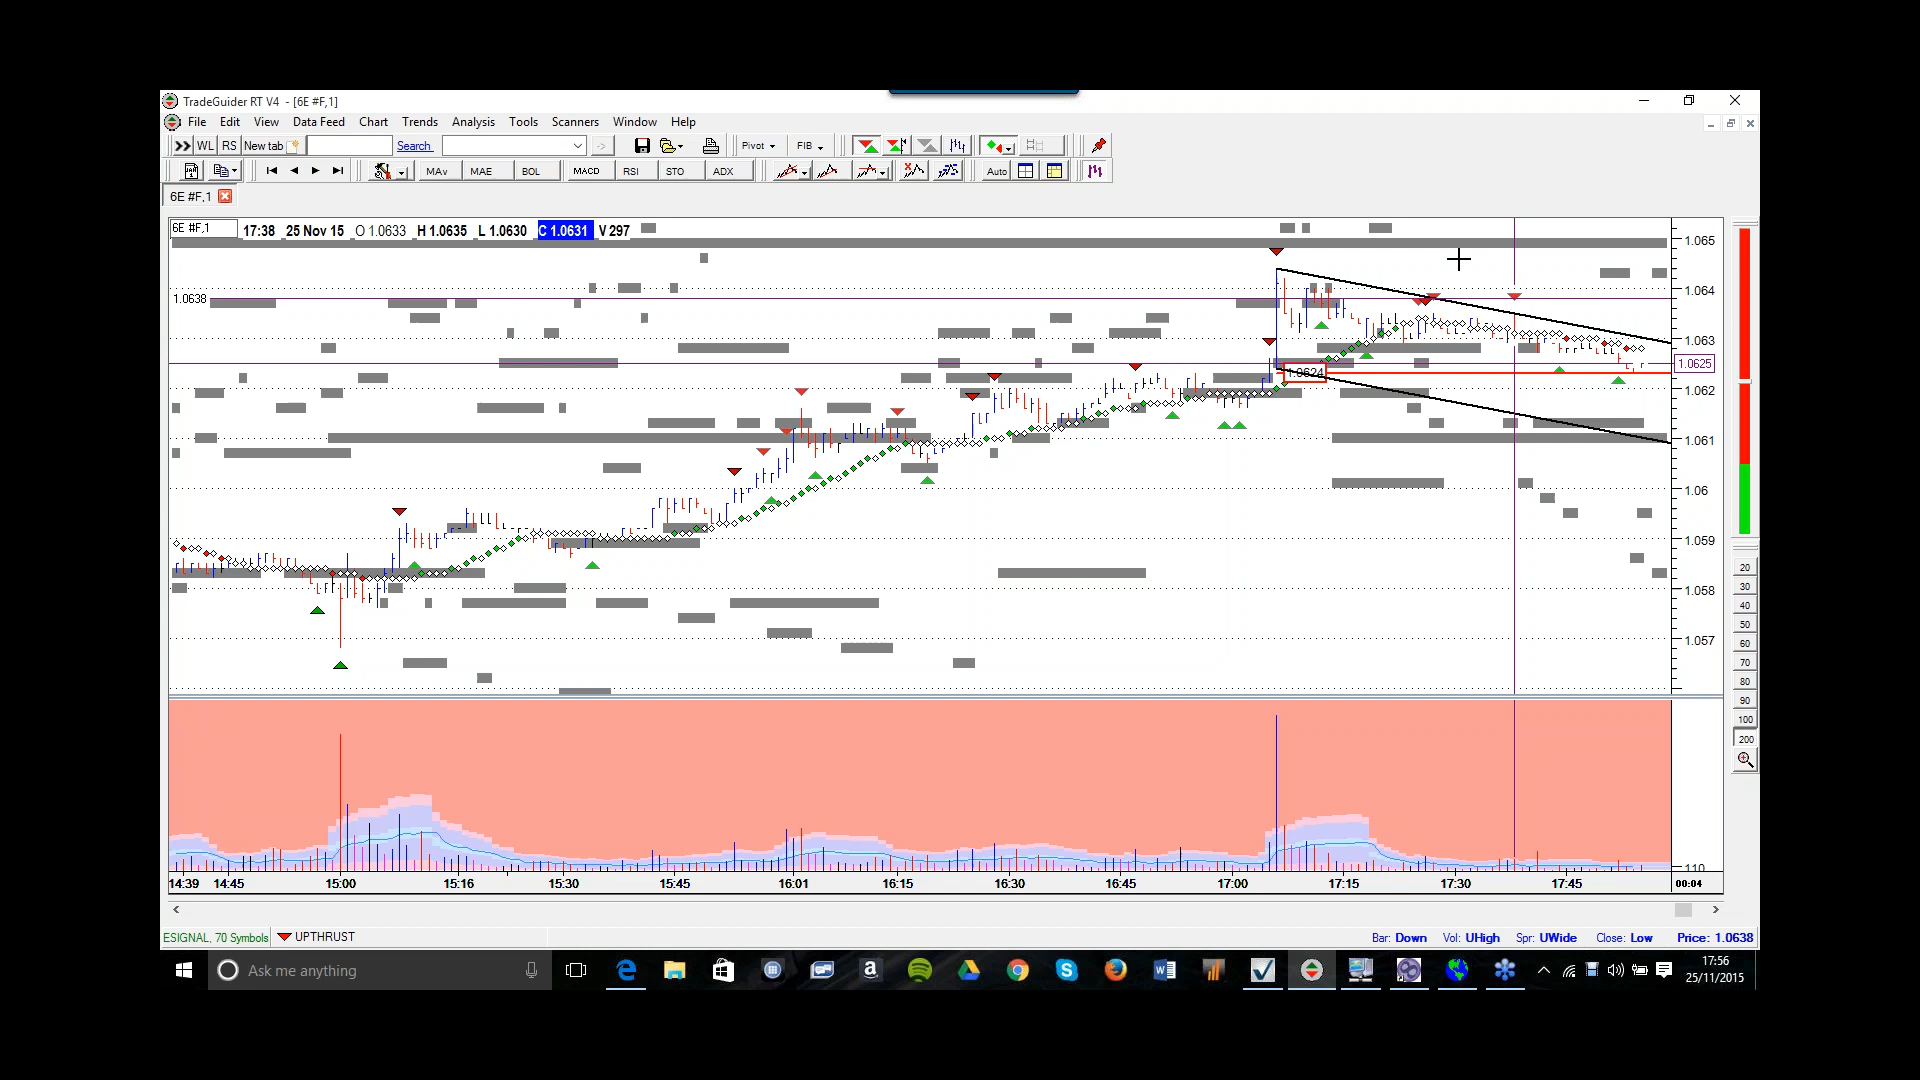 TradeGuider RT V4 - [6E #F,1]
File Edit View Data Feed Chart Trends Analysis Tools Scanners Window Help
WL RS New tab Search -> Pivot FIB
MAv MAE BOL MACD RSI STO ADX Auto
6E #F,1
6E #F,1 17:38 25 Nov 15 O 1.0633 H 1.0635 L 1.0630 C 1.0631 V 297
1.065
1.064
1.0638
1.063
1.0625
1.0624
1.062
1.061
1.06
1.059
1.058
1.057
20
30
40
50
60
70
80
90
100
200
110
14:39 14:45 15:00 15:16 15:30 15:45 16:01 16:15 16:30 16:45 17:00 17:15 17:30 17:45 00:04
ESIGNAL, 70 Symbols UPTHRUST Bar: Down Vol: UHigh Spr: UWide Close: Low Price: 1.0638
Ask me anything
17:56
25/11/2015